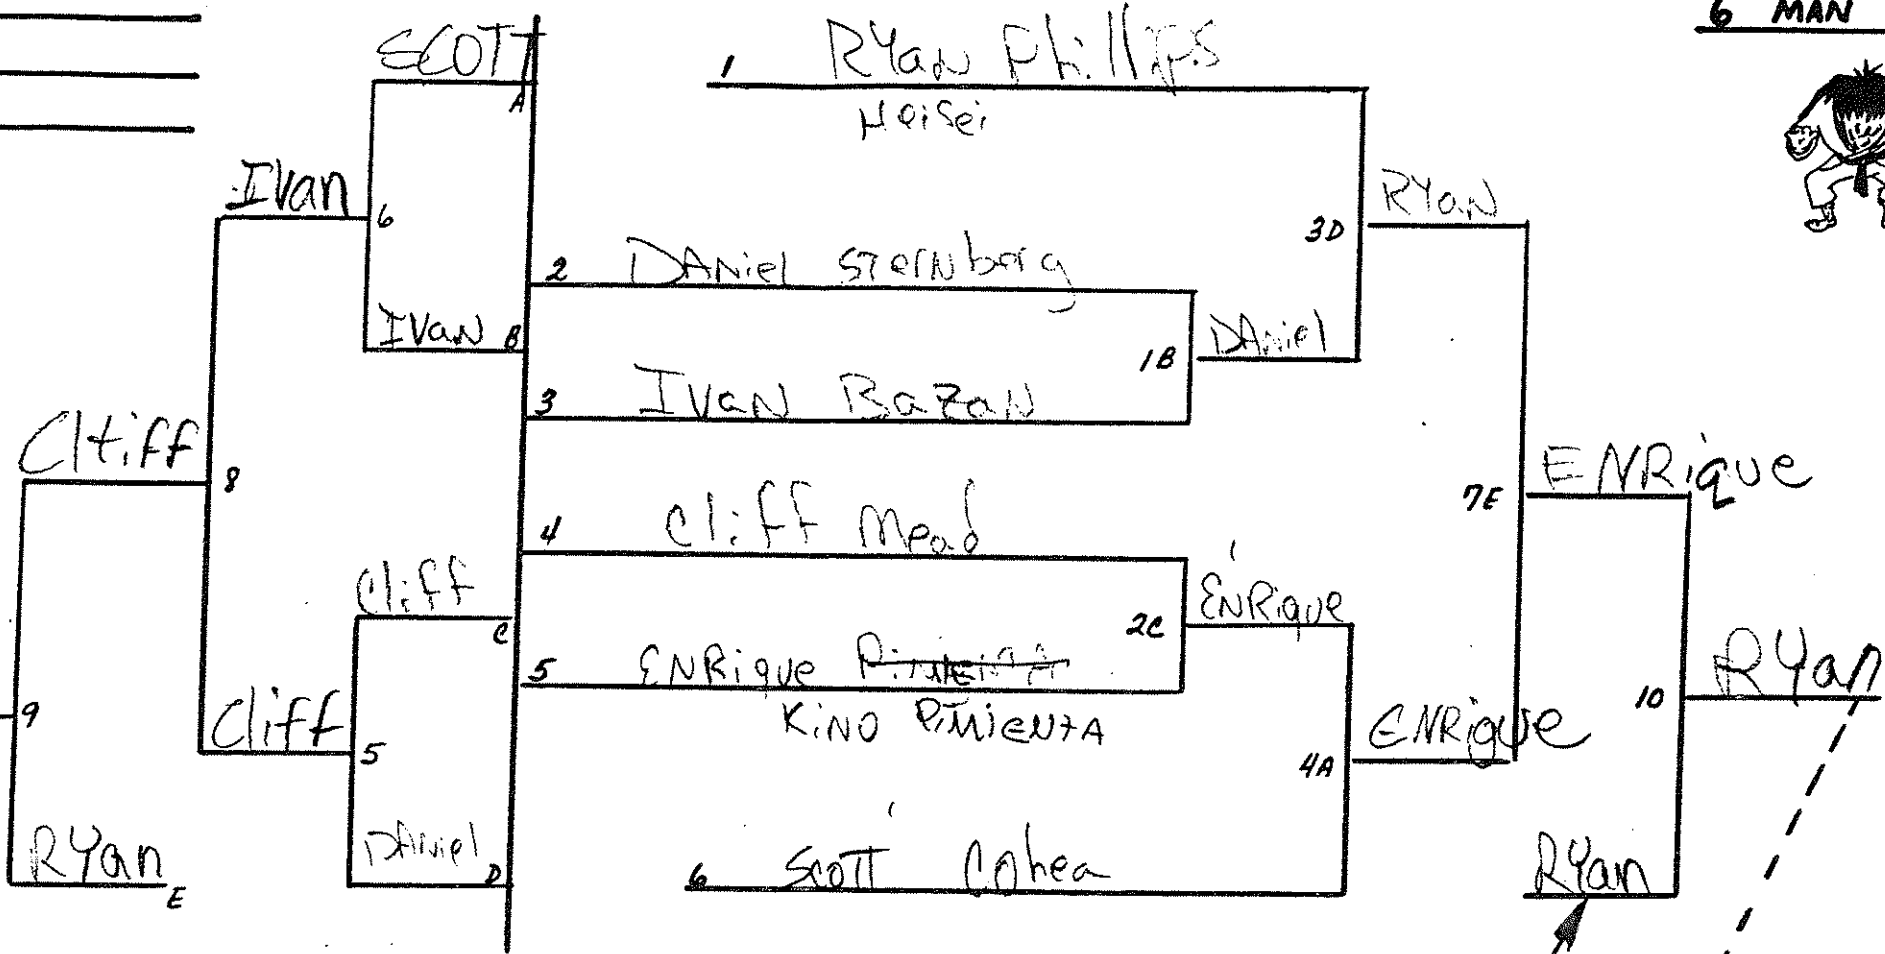 6 MAN
SCOTT
A
1 RYan Phillips
Heisei
Ivan
6
RYaN
3D
2 DANiel STerNberg
IVaN B
DANiel
1B
3 IVaN BaZaN
Cltiff
8
ENRique
7E
4 Cliff Mead
Cliff
C
ENRique
2C
5 ENRique
KiNO PiMiENTA
RYan
10
9
Cliff
5
ENRique
4A
RYan
E
DANiel
D
6 Scott Cohea
RYan